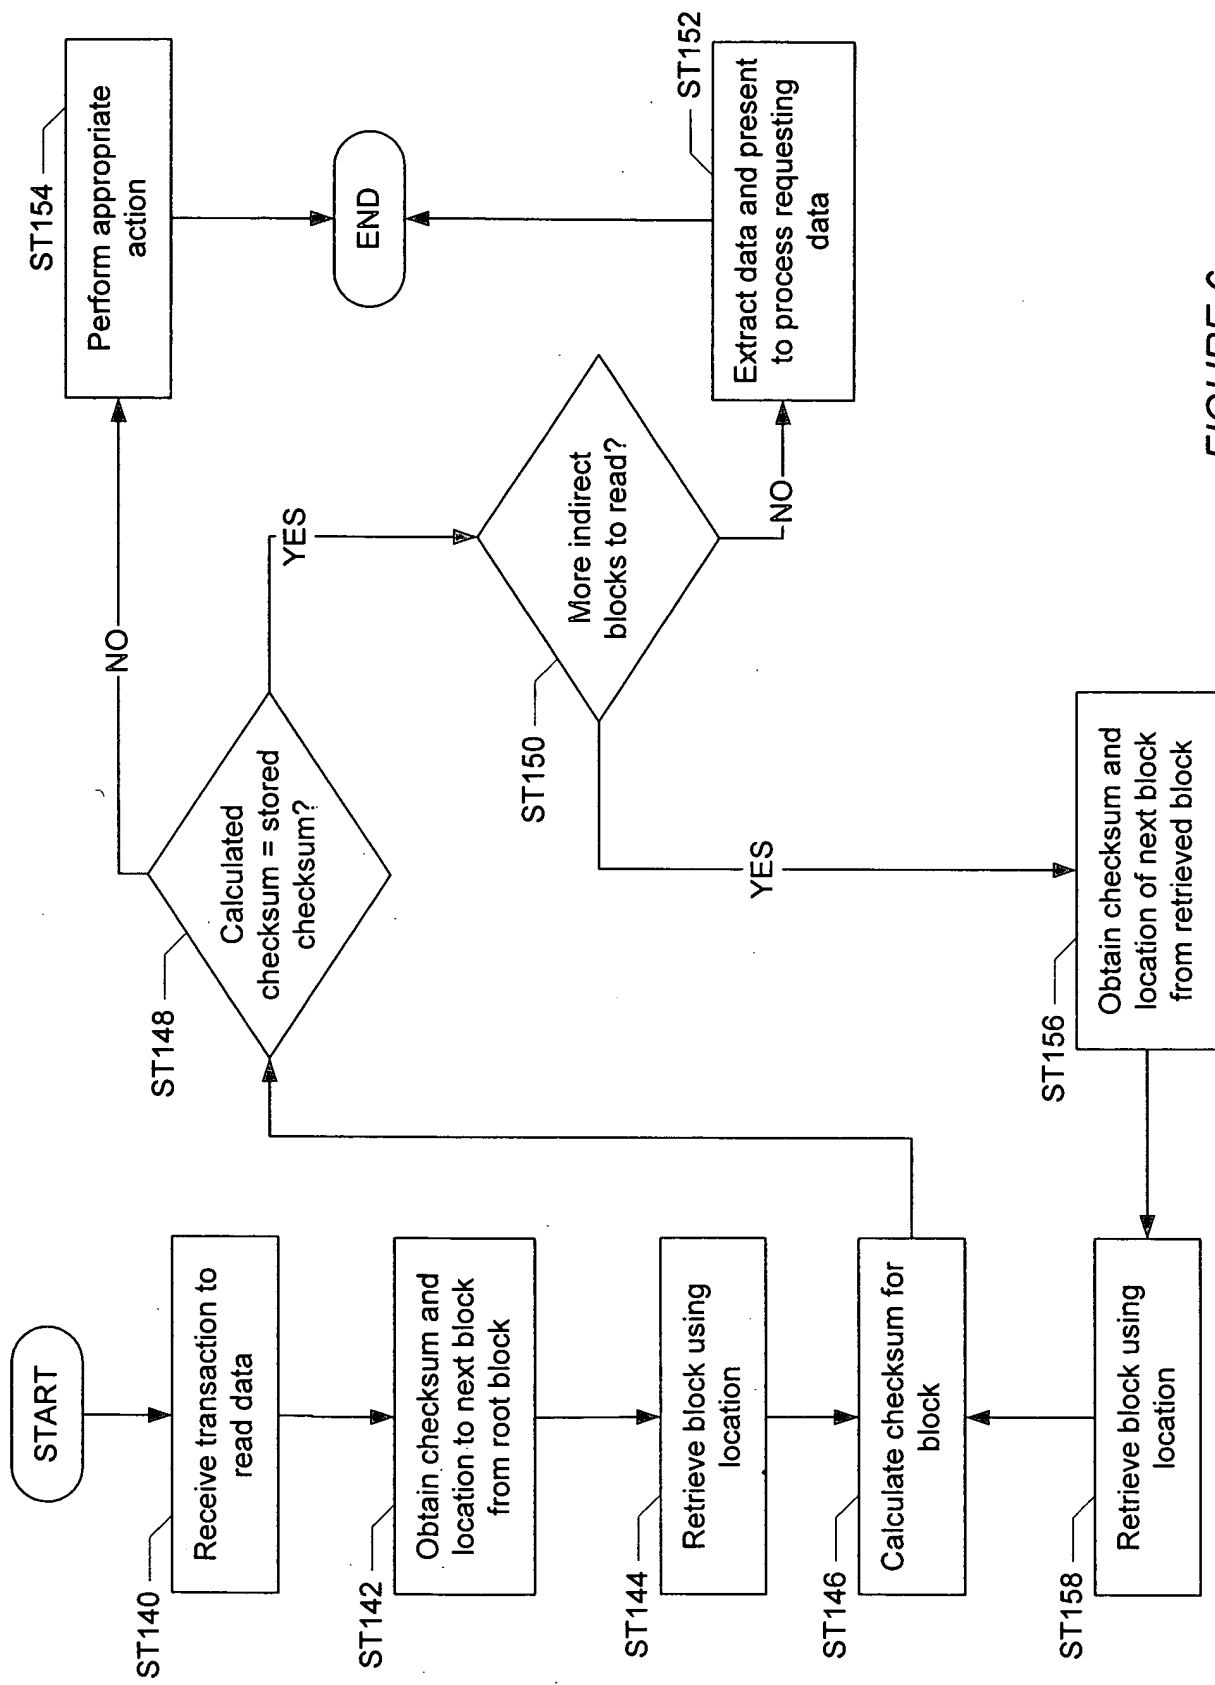 START
ST140
Receive transaction to
read data
ST142
Obtain checksum and
location to next block
from root block
ST144
Retrieve block using
location
ST146
Calculate checksum for
block
ST158
Retrieve block using
location
ST148
Calculated
checksum = stored
checksum?
NO
YES
ST154
Perform appropriate
action
END
ST150
More indirect
blocks to read?
NO
YES
ST152
Extract data and present
to process requesting
data
ST156
Obtain checksum and
location of next block
from retrieved block